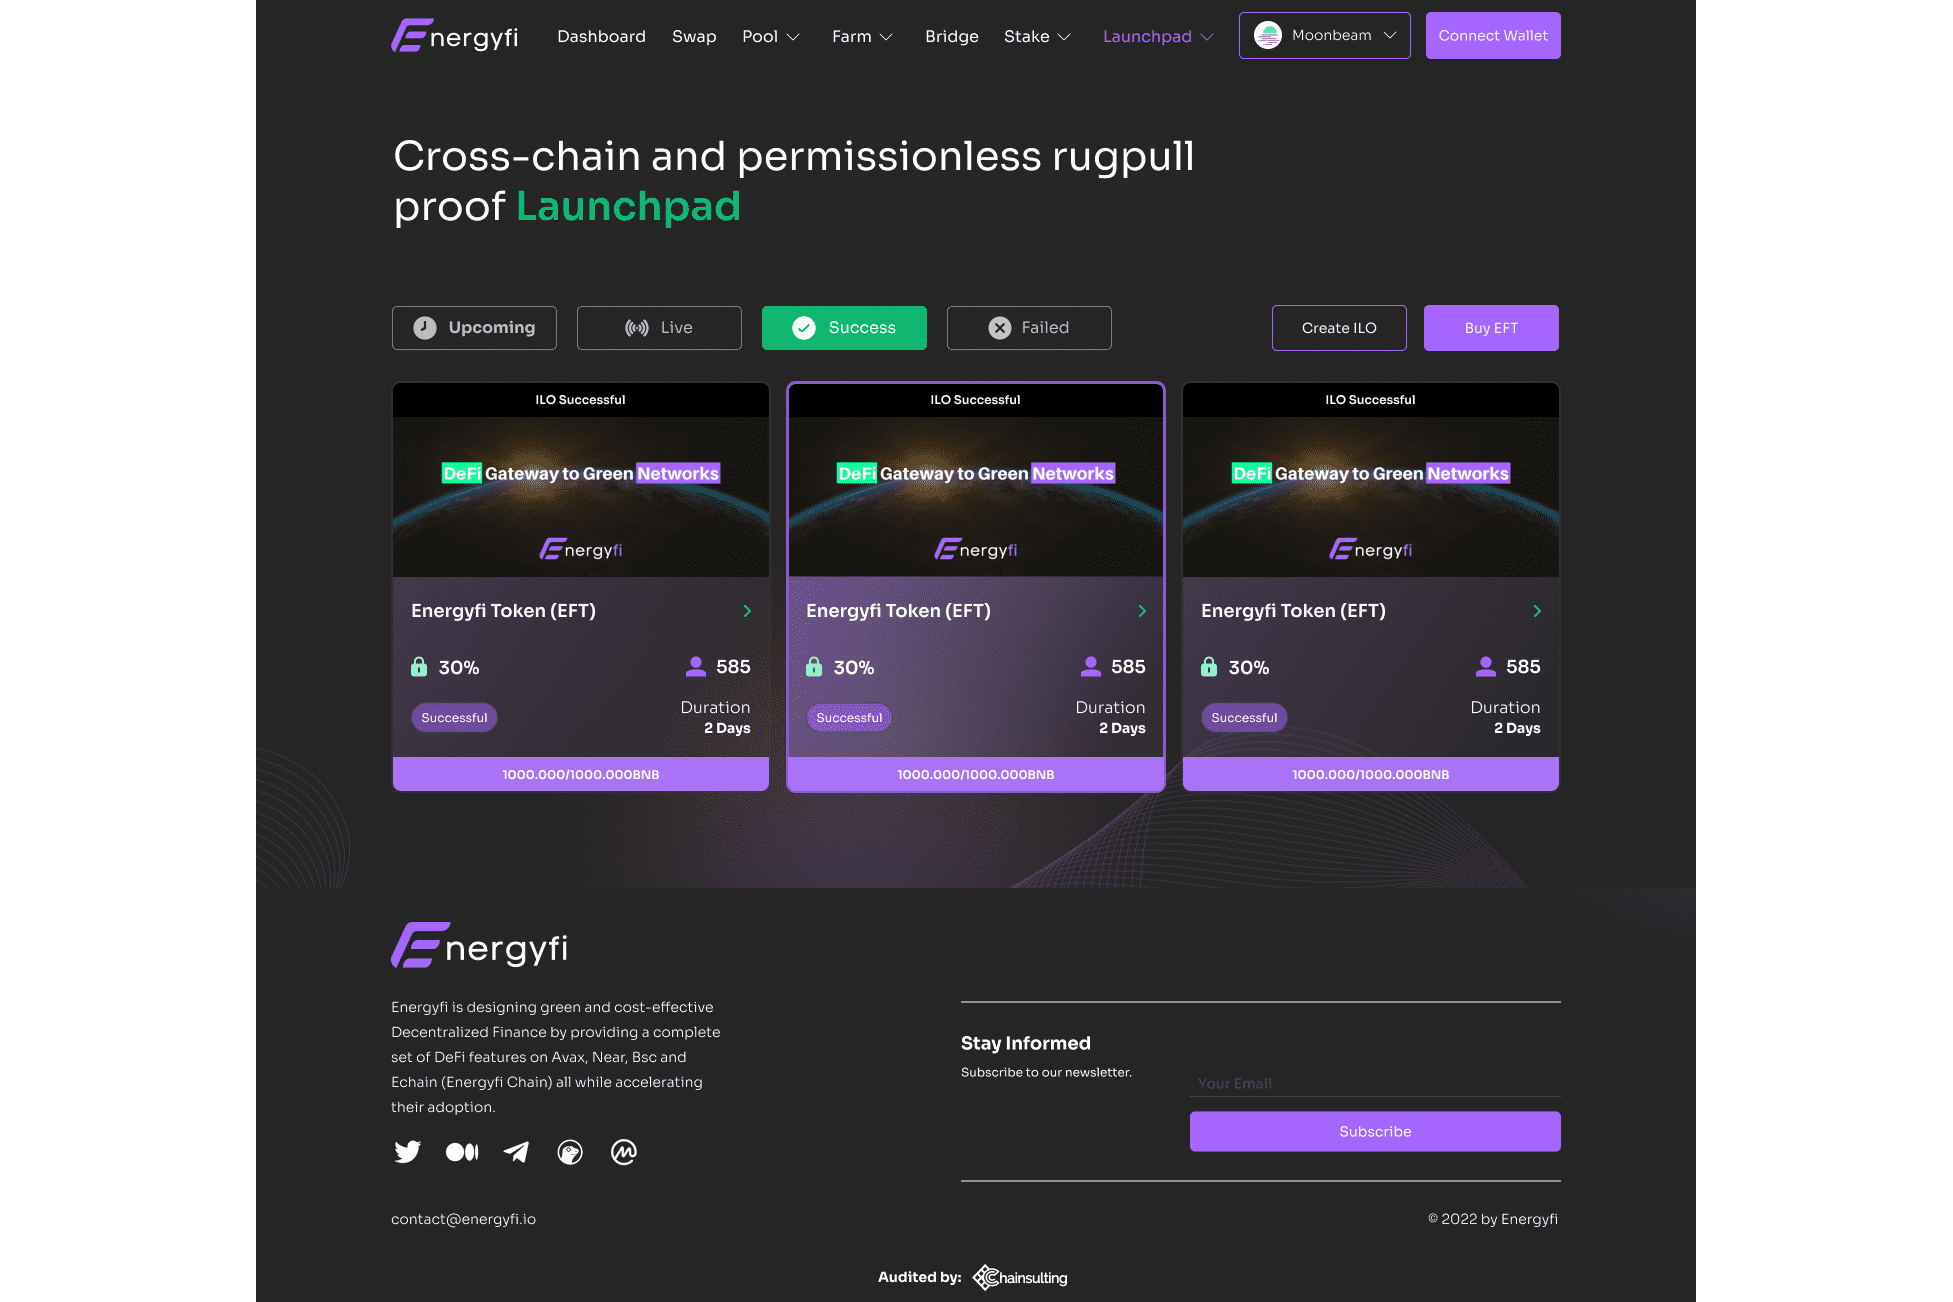 Energyfi
Dashboard Swap Pool Farm Bridge Stake Launchpad Moonbeam Connect Wallet
Cross-chain and permissionless rugpull
proof Launchpad
Upcoming Live Success Failed Create ILO Buy EFT
ILO Successful ILO Successful ILO Successful
DeFi Gateway to Green Networks DeFi Gateway to Green Networks DeFi Gateway to Green Networks
Energyfi Energyfi Energyfi
Energyfi Token (EFT) Energyfi Token (EFT) Energyfi Token (EFT)
30% 585 30% 585 30% 585
Duration Duration Duration
Successful 2 Days Successful 2 Days Successful 2 Days
1000.000/1000.000BNB 1000.000/1000.000BNB 1000.000/1000.000BNB
Energyfi
Energyfi is designing green and cost-effective
Decentralized Finance by providing a complete
set of DeFi features on Avax, Near, Bsc and
Echain (Energyfi Chain) all while accelerating
their adoption.
Stay Informed
Subscribe to our newsletter.
Your Email
Subscribe
contact@energyfi.io
© 2022 by Energyfi
Audited by: Chainsulting